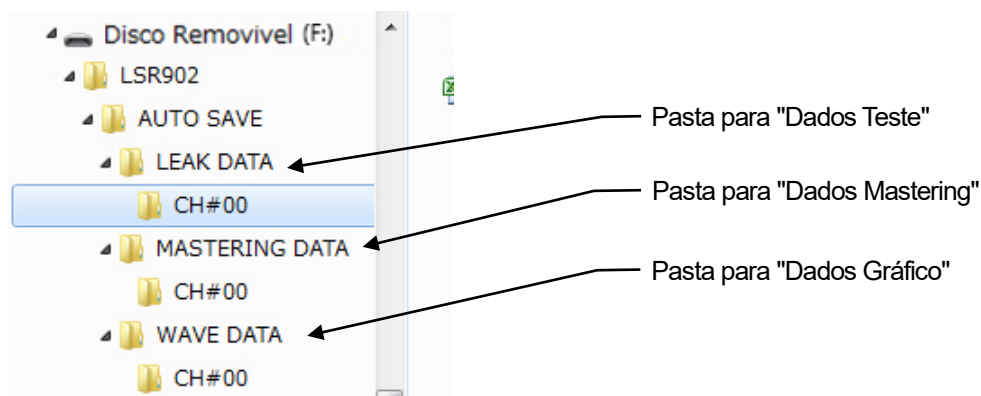 Disco Removivel (F:)
LSR902
AUTO SAVE
Pasta para "Dados Teste"
LEAK DATA
CH#00
Pasta para "Dados Mastering"
MASTERING DATA
CH#00
Pasta para "Dados Gráfico"
WAVE DATA
CH#00